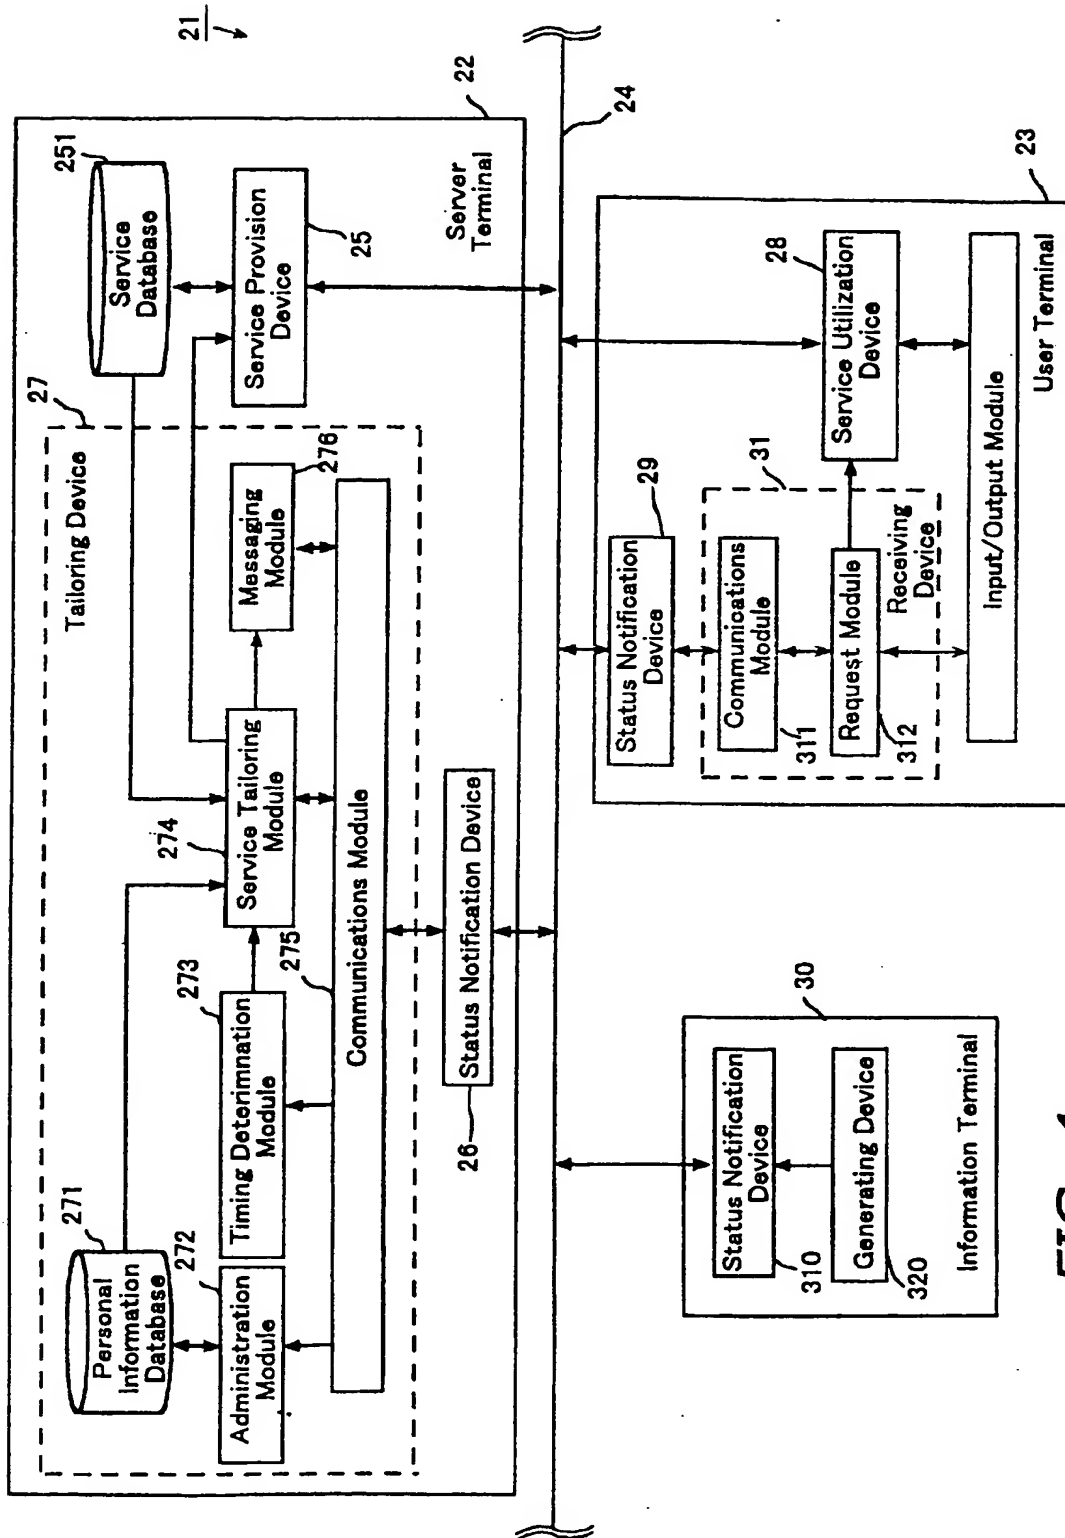 21
22
Server
Terminal
251
Service
Database
Service Provision
Device
25
27
Tailoring Device
276
Messaging
Module
274
Service Tailoring
Module
273
Timing Deterimnation
Module
271
Personal
Information
Database
272
Administration
Module
275
Communications Module
Status Notification Device
26
24
23
User Terminal
28
Service Utilization
Device
29
Status Notification
Device
31
Communications
Module
311
Request Module
312
Receiving
Device
Input/Output Module
30
Status Notification
Device
310
Generating Device
320
Information Terminal